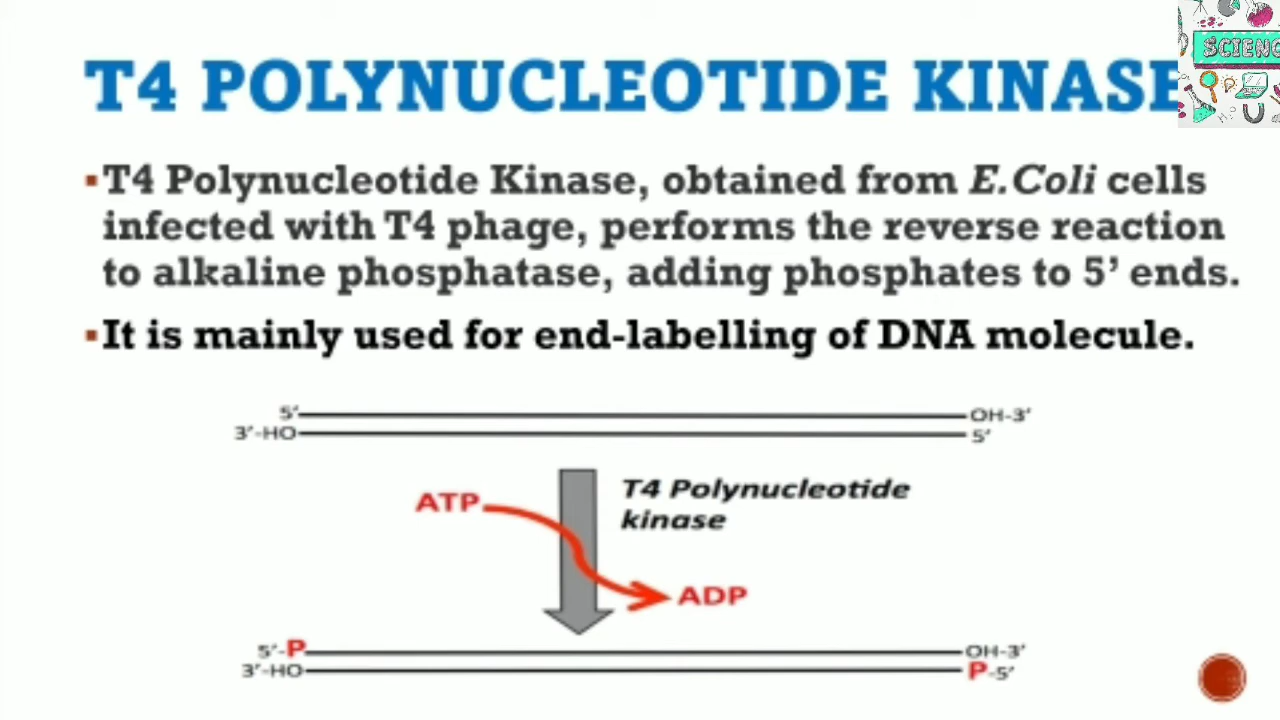 T4 POLYNUCLEOTIDE KINASE
SCIENC
▪T4 Polynucleotide Kinase, obtained from E.Coli cells
infected with T4 phage, performs the reverse reaction
to alkaline phosphatase, adding phosphates to 5’ ends.
▪It is mainly used for end-labelling of DNA molecule.
5’ OH-3’
3’-HO 5’
ATP
T4 Polynucleotide
kinase
ADP
5’-P OH-3’
3’-HO P-5’